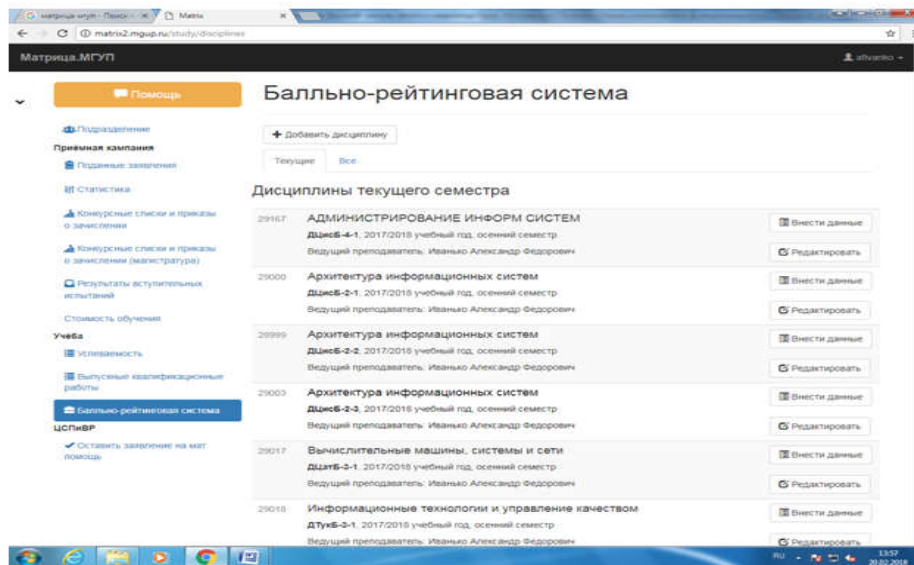 матрица мгуп - Поиск
Matrix
matrix2.mgup.ru/study/disciplines
Матрица.МГУП
afivanko
Помощь
Подразделение
Приёмная кампания
Поданные заявления
Статистика
Конкурсные списки и приказы
о зачислении
Конкурсные списки и приказы
о зачислении (магистратура)
Результаты вступительных
испытаний
Стоимость обучения
Учеба
Успеваемость
Выпускные квалификационные
работы
Балльно-рейтинговая система
ЦСПиВР
Оставить заявление на мат
помощь
Балльно-рейтинговая система
Добавить дисциплину
Текущие Все
Дисциплины текущего семестра
29167 АДМИНИСТРИРОВАНИЕ ИНФОРМ СИСТЕМ Внести данные
ДЦисБ-4-1, 2017/2018 учебный год, осенний семестр
Ведущий преподаватель: Иванько Александр Федорович Редактировать
29000 Архитектура информационных систем Внести данные
ДЦисБ-2-1, 2017/2018 учебный год, осенний семестр
Ведущий преподаватель: Иванько Александр Федорович Редактировать
Архитектура информационных систем Внести данные
ДЦисБ-2-2, 2017/2018 учебный год, осенний семестр
Ведущий преподаватель: Иванько Александр Федорович Редактировать
29003 Архитектура информационных систем Внести данные
ДЦисБ-2-3, 2017/2018 учебный год, осенний семестр
Ведущий преподаватель: Иванько Александр Федорович Редактировать
29017 Вычислительные машины, системы и сети Внести данные
ДЦатБ-3-1, 2017/2018 учебный год, осенний семестр
Ведущий преподаватель: Иванько Александр Федорович Редактировать
29018 Информационные технологии и управление качеством Внести данные
ДТукБ-3-1, 2017/2018 учебный год, осенний семестр
Ведущий преподаватель: Иванько Александр Федорович Редактировать
RU
13:57
20.02.2018